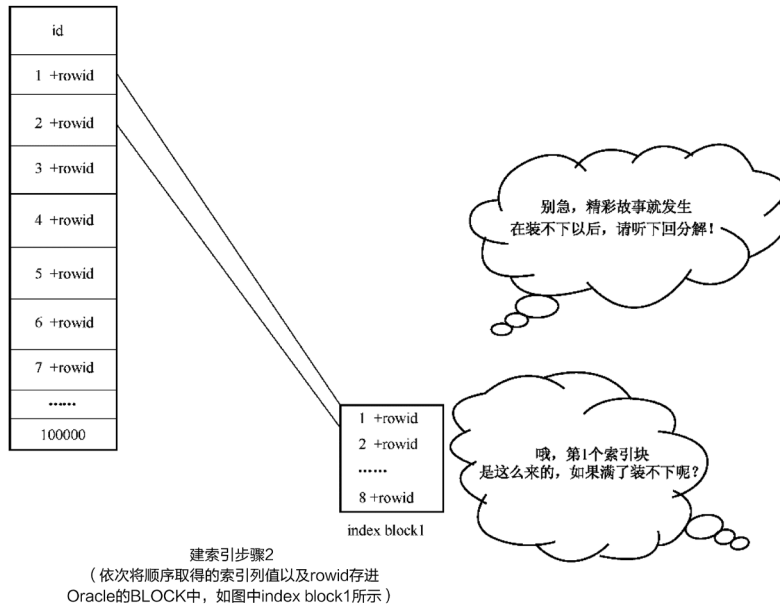 id
1 +rowid
2 +rowid
3 +rowid
4 +rowid
5 +rowid
6 +rowid
7 +rowid
······
100000
别急，精彩故事就发生
在装不下以后，请听下回分解！
1 +rowid
2 +rowid
······
8 +rowid
index block1
哦，第1个索引块
是这么来的，如果满了装不下呢？
建索引步骤2
（依次将顺序取得的索引列值以及rowid存进
Oracle的BLOCK中，如图中index block1所示）